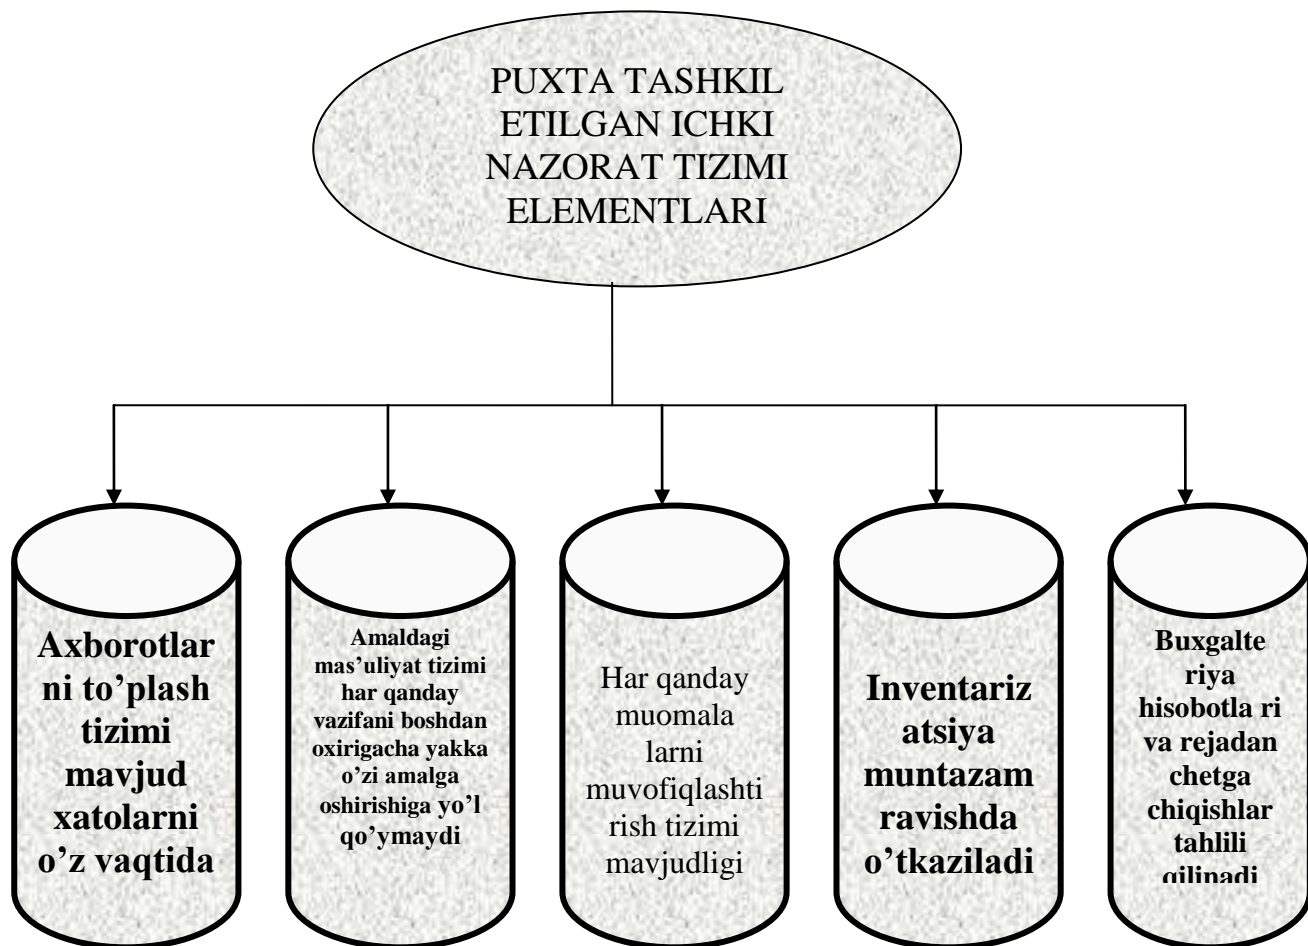 PUXTA TASHKIL
ETILGAN ICHKI
NAZORAT TIZIMI
ELEMENTLARI
Axborotlar
ni to’plash
tizimi
mavjud
xatolarni
o’z vaqtida
Amaldagi
mas’uliyat tizimi
har qanday
vazifani boshdan
oxirigacha yakka
o’zi amalga
oshirishiga yo’l
qo’ymaydi
Har qanday
muomala
larni
muvofiqlashti
rish tizimi
mavjudligi
Inventariz
atsiya
muntazam
ravishda
o’tkaziladi
Buxgalte
riya
hisobotla ri
va rejadan
chetga
chiqishlar
tahlili
qilinadi